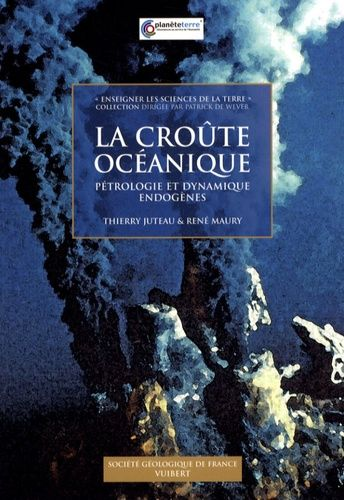 planèteterre
« ENSEIGNER LES SCIENCES DE LA TERRE »
COLLECTION DIRIGÉE PAR PATRICK DE WEVER
LA CROÛTE
OCÉANIQUE
PÉTROLOGIE ET DYNAMIQUE
ENDOGÈNES
THIERRY JUTEAU & RENÉ MAURY
SOCIÉTÉ GÉOLOGIQUE DE FRANCE
VUIBERT